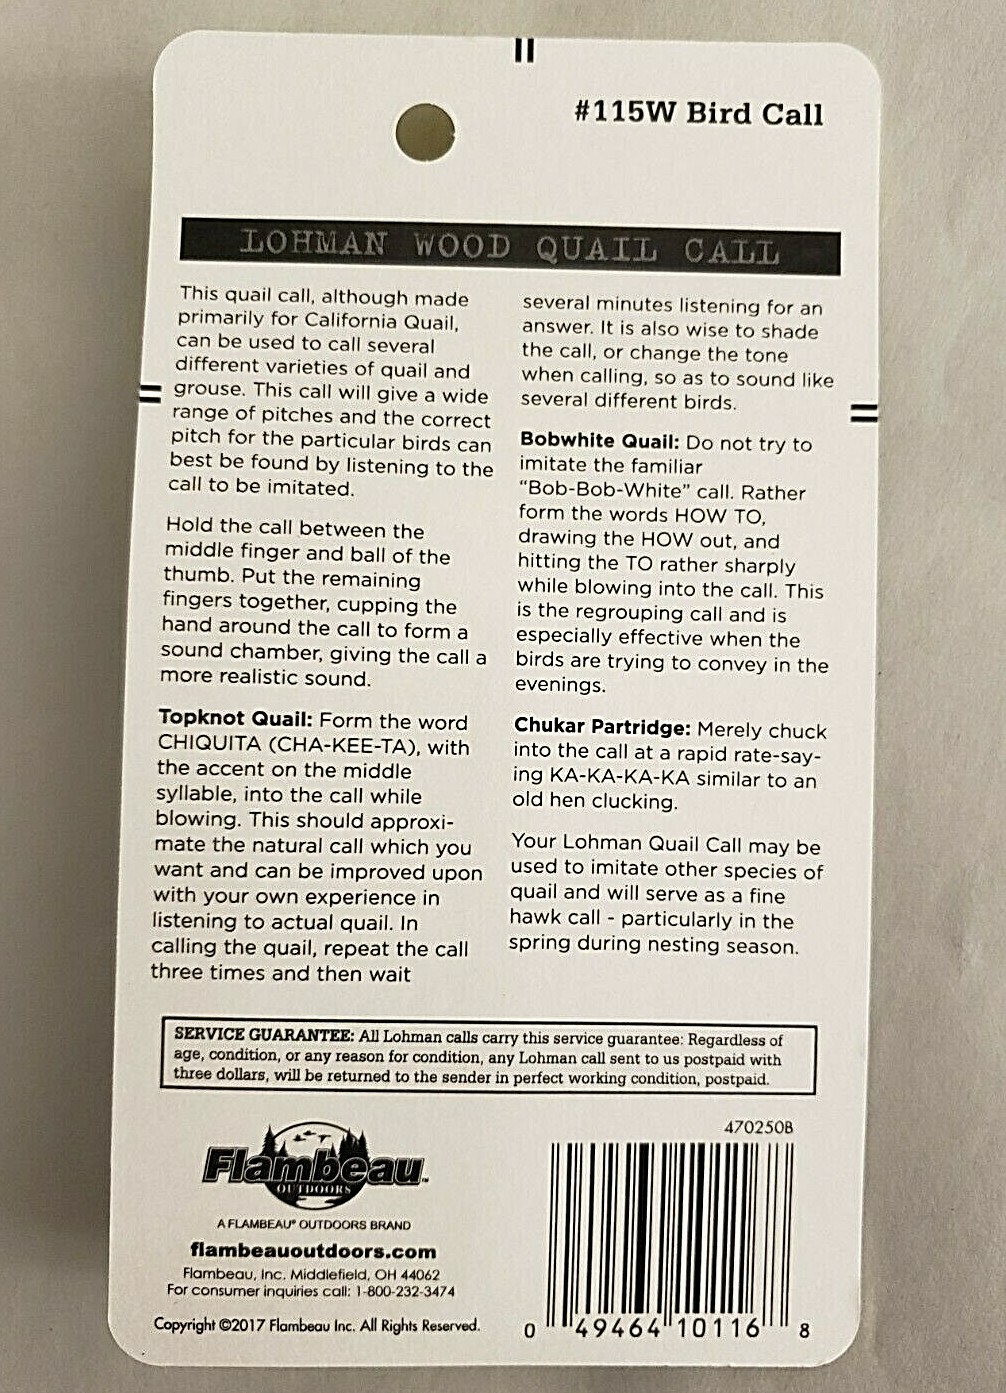 #115W Bird Call
LOHMAN WOOD QUAIL CALL
This quail call, although made
primarily for California Quail,
can be used to call several
different varieties of quail and
grouse. This call will give a wide
range of pitches and the correct
pitch for the particular birds can
best be found by listening to the
call to be imitated.
Hold the call between the
middle finger and ball of the
thumb. Put the remaining
fingers together, cupping the
hand around the call to form a
sound chamber, giving the call a
more realistic sound.
Topknot Quail: Form the word
CHIQUITA (CHA-KEE-TA), with
the accent on the middle
syllable, into the call while
blowing. This should approxi-
mate the natural call which you
want and can be improved upon
with your own experience in
listening to actual quail. In
calling the quail, repeat the call
three times and then wait
several minutes listening for an
answer. It is also wise to shade
the call, or change the tone
when calling, so as to sound like
several different birds.
Bobwhite Quail: Do not try to
imitate the familiar
“Bob-Bob-White” call. Rather
form the words HOW TO,
drawing the HOW out, and
hitting the TO rather sharply
while blowing into the call. This
is the regrouping call and is
especially effective when the
birds are trying to convey in the
evenings.
Chukar Partridge: Merely chuck
into the call at a rapid rate-say-
ing KA-KA-KA-KA similar to an
old hen clucking.
Your Lohman Quail Call may be
used to imitate other species of
quail and will serve as a fine
hawk call - particularly in the
spring during nesting season.
SERVICE GUARANTEE: All Lohman calls carry this service guarantee: Regardless of
age, condition, or any reason for condition, any Lohman call sent to us postpaid with
three dollars, will be returned to the sender in perfect working condition, postpaid.
Flambeau™
OUTDOORS
A FLAMBEAU® OUTDOORS BRAND
flambeauoutdoors.com
Flambeau, Inc. Middlefield, OH 44062
For consumer inquiries call: 1-800-232-3474
Copyright ©2017 Flambeau Inc. All Rights Reserved.
470250B
0 49464 10116 8